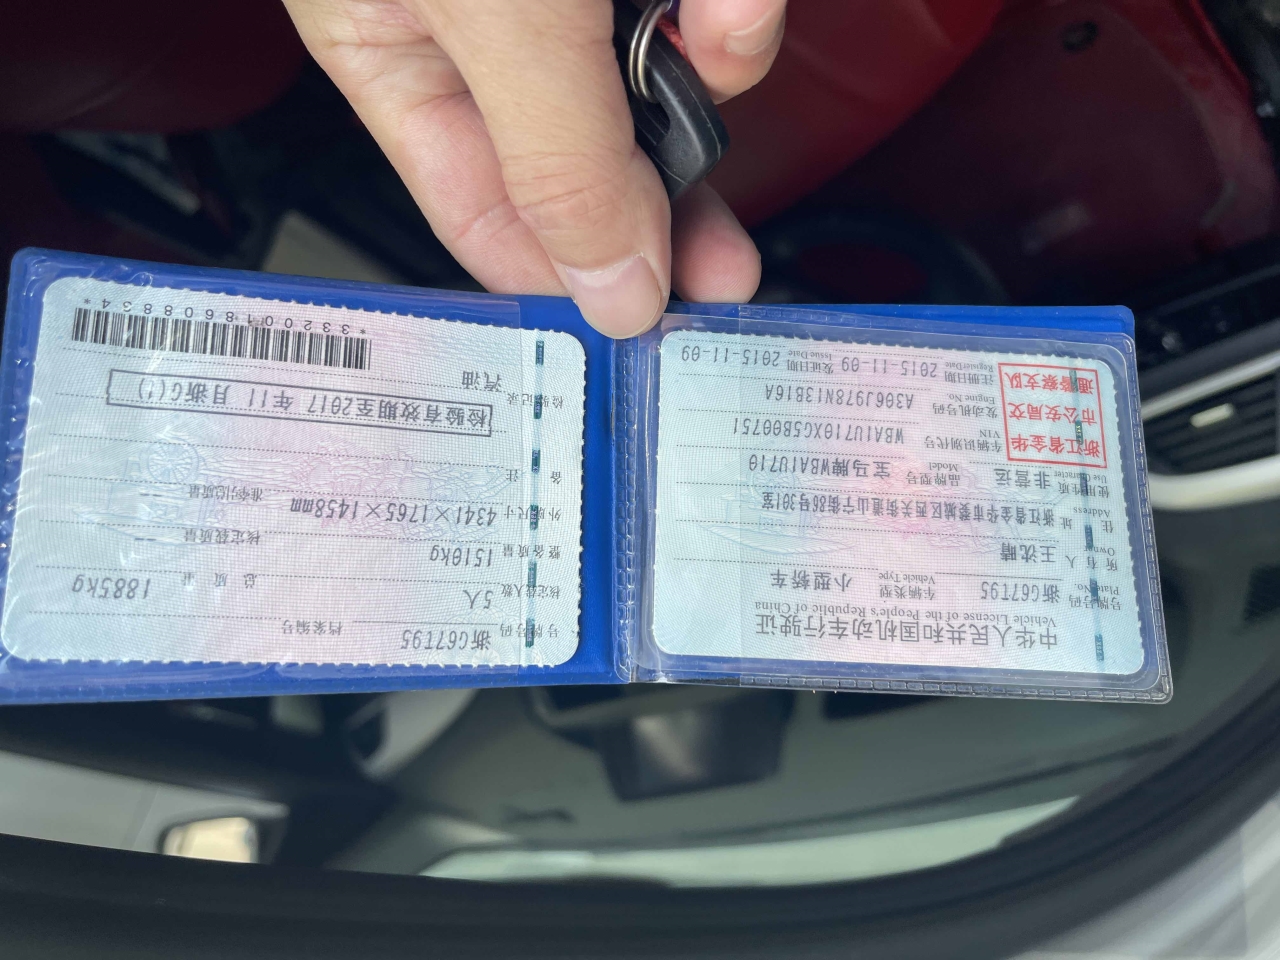 中华人民共和国机动车行驶证
Vehicle License of the People's Republic of China
号牌号码 Plate No. 浙G67T95 车辆类型 Vehicle Type 小型轿车
所有人 Owner 王沈晴
住址 Address 浙江省金华市婺城区西关街道山宁街86号301室
使用性质 Use Character 非营运 品牌型号 Model 宝马牌WBA1U710
浙江省金华
市公安局交
通警察支队
车辆识别代号 VIN WBA1U710XG5B00751
发动机号码 Engine No. A306J978N13B16A
注册日期 Register Date 2015-11-09 发证日期 Issue Date 2015-11-09
号牌号码 浙G67T95 档案编号
核定载人数 5人 总质量 1885kg
整备质量 1510kg 核定载质量 --
外廓尺寸 4341×1765×1458mm 准牵引总质量 --
备注
检验有效期至2017年11月浙G(1)
检验记录
汽油
*3320018608834*